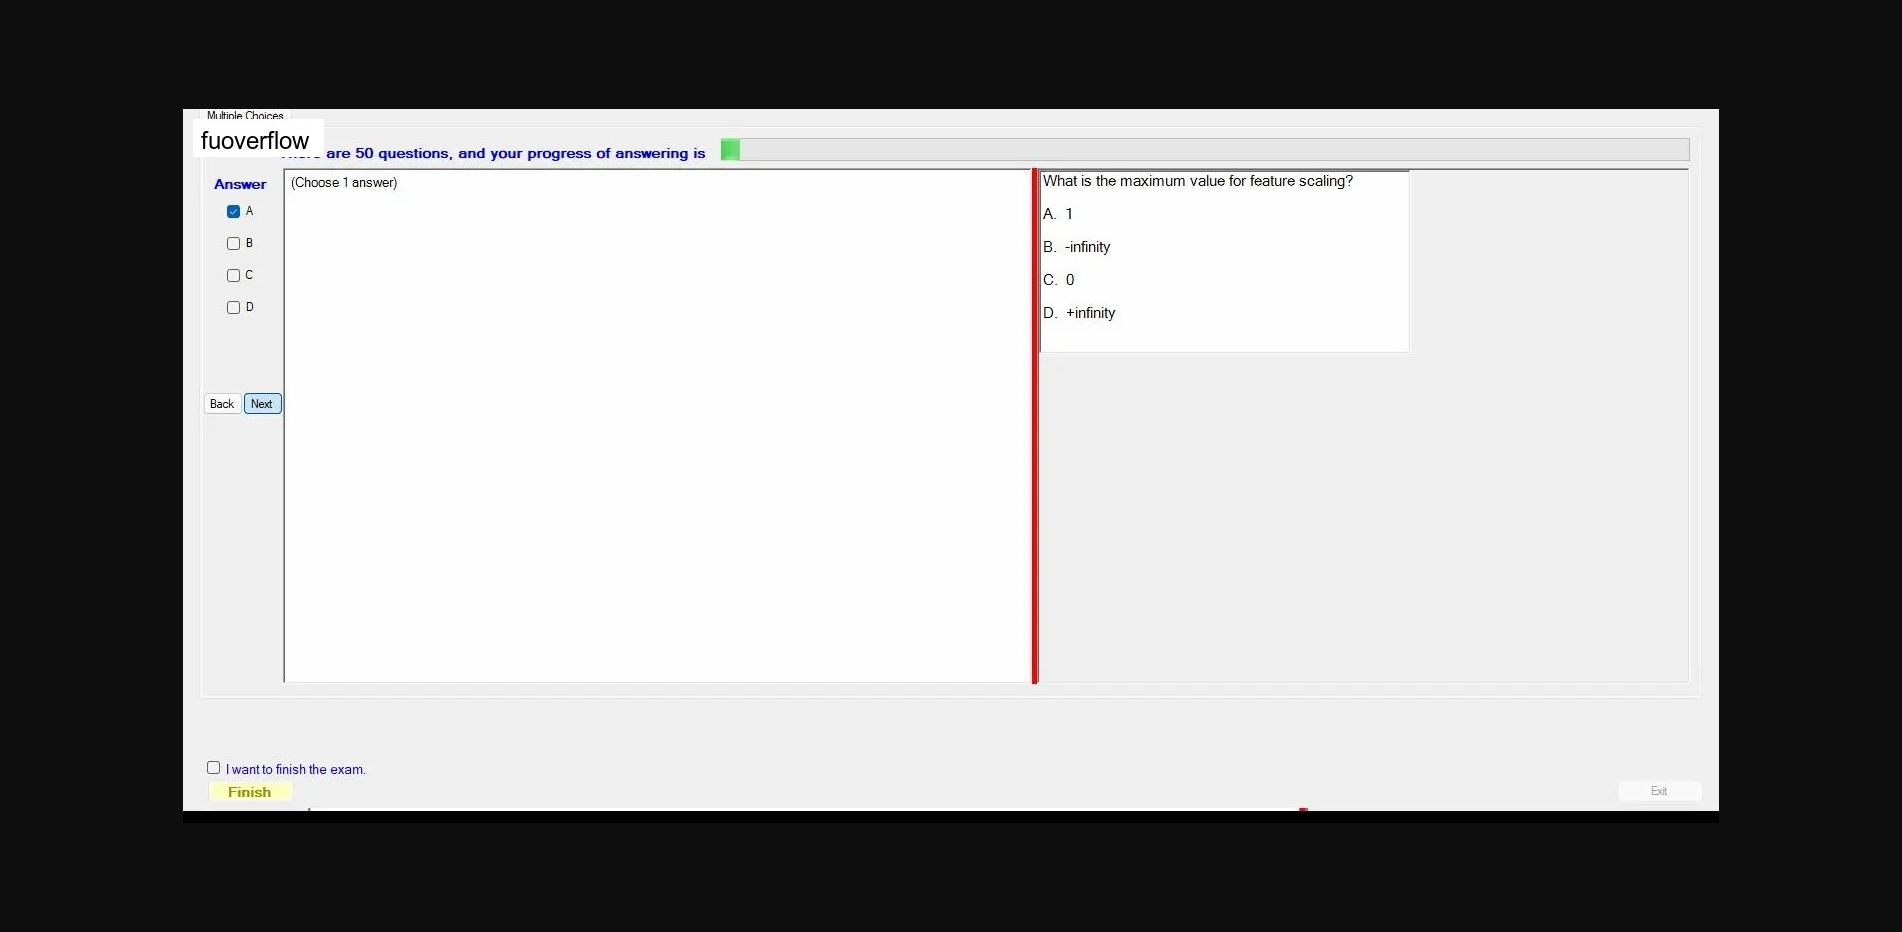 Multiple Choices
fuoverflow
are 50 questions, and your progress of answering is
Answer
(Choose 1 answer)
A
B
C
D
Back
Next
What is the maximum value for feature scaling?
A. 1
B. -infinity
C. 0
D. +infinity
I want to finish the exam.
Finish
Exit